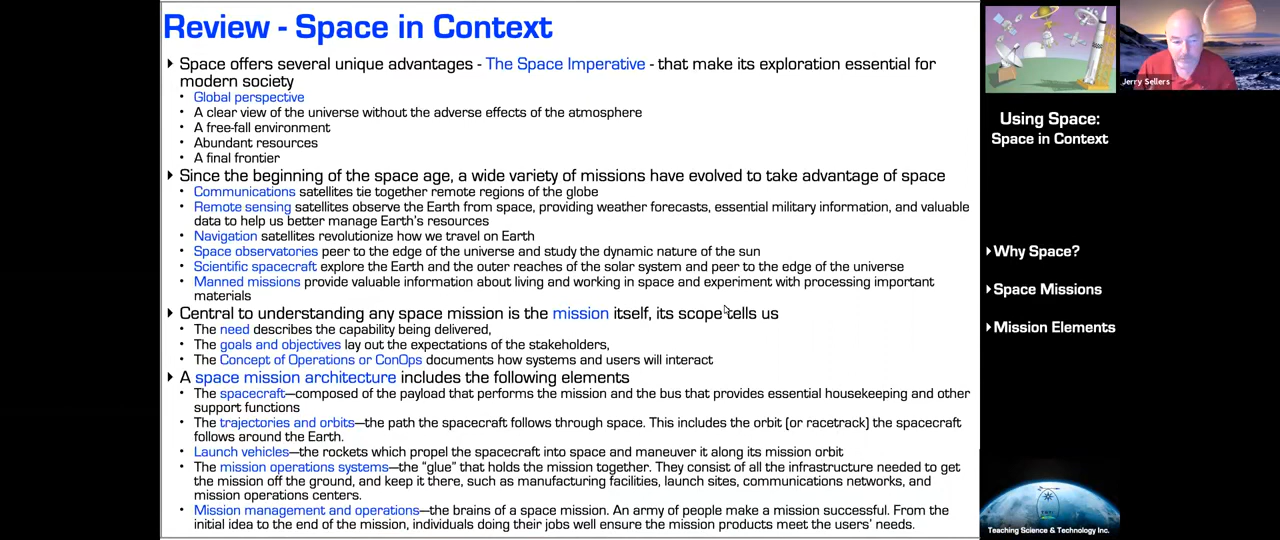 Review - Space in Context
Space offers several unique advantages - The Space Imperative - that make its exploration essential for
modern society
• Global perspective
• A clear view of the universe without the adverse effects of the atmosphere
• A free-fall environment
• Abundant resources
• A final frontier
Since the beginning of the space age, a wide variety of missions have evolved to take advantage of space
• Communications satellites tie together remote regions of the globe
• Remote sensing satellites observe the Earth from space, providing weather forecasts, essential military information, and valuable
data to help us better manage Earth's resources
• Navigation satellites revolutionize how we travel on Earth
• Space observatories peer to the edge of the universe and study the dynamic nature of the sun
• Scientific spacecraft explore the Earth and the outer reaches of the solar system and peer to the edge of the universe
• Manned missions provide valuable information about living and working in space and experiment with processing important
materials
Central to understanding any space mission is the mission itself, its scope tells us
• The need describes the capability being delivered,
• The goals and objectives lay out the expectations of the stakeholders,
• The Concept of Operations or ConOps documents how systems and users will interact
A space mission architecture includes the following elements
• The spacecraft—composed of the payload that performs the mission and the bus that provides essential housekeeping and other
support functions
• The trajectories and orbits—the path the spacecraft follows through space. This includes the orbit (or racetrack) the spacecraft
follows around the Earth.
• Launch vehicles—the rockets which propel the spacecraft into space and maneuver it along its mission orbit
• The mission operations systems—the "glue" that holds the mission together. They consist of all the infrastructure needed to get
the mission off the ground, and keep it there, such as manufacturing facilities, launch sites, communications networks, and
mission operations centers.
• Mission management and operations—the brains of a space mission. An army of people make a mission successful. From the
initial idea to the end of the mission, individuals doing their jobs well ensure the mission products meet the users' needs.
Jerry Sellers
Using Space:
Space in Context
Why Space?
Space Missions
Mission Elements
Teaching Science & Technology Inc.